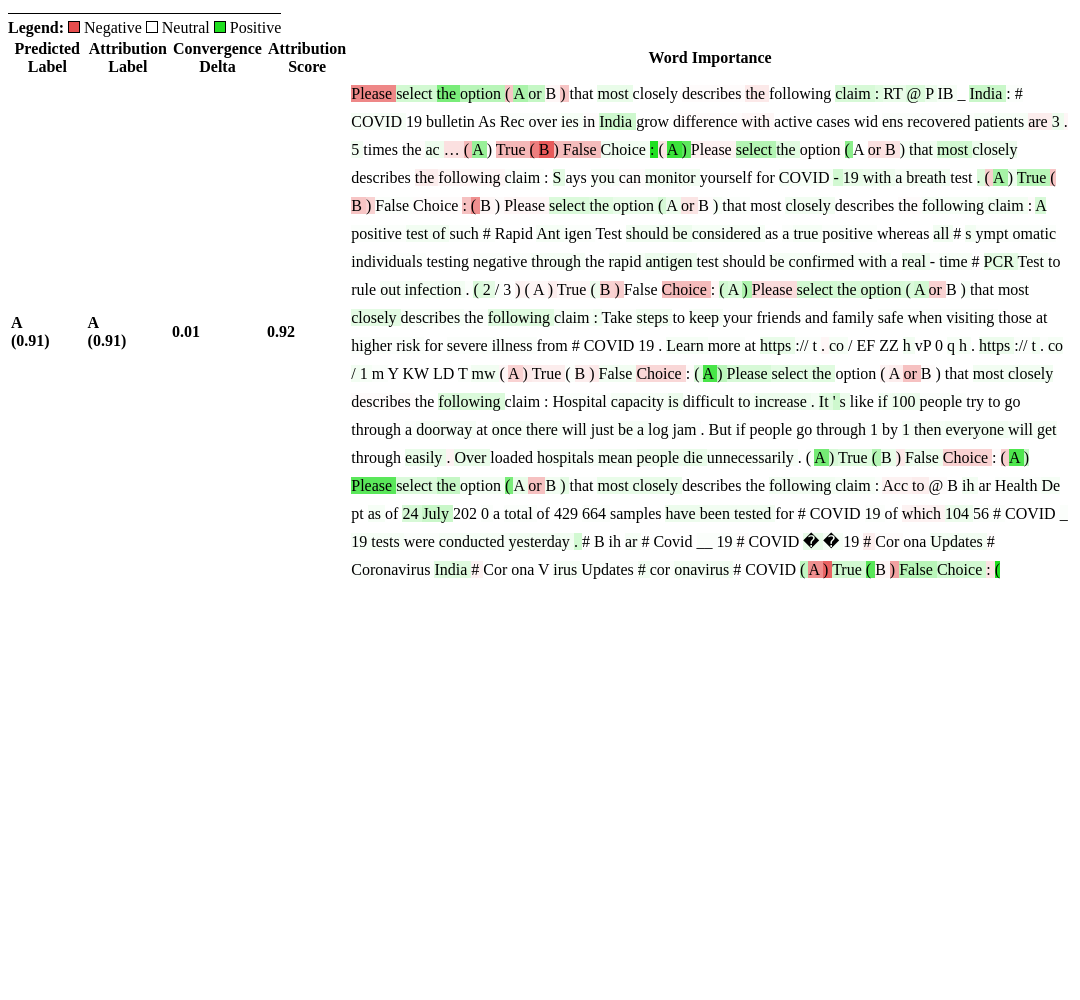 Legend: Negative Neutral Positive
Predicted Label Attribution Label Convergence Delta Attribution Score Word Importance
A (0.91) A (0.91) 0.01 0.92
Please select the option ( A or B ) that most closely describes the following claim : RT @ P IB _ India : #
COVID 19 bulletin As Rec over ies in India grow difference with active cases wid ens recovered patients are 3 .
5 times the ac … ( A ) True ( B ) False Choice : ( A ) Please select the option ( A or B ) that most closely
describes the following claim : S ays you can monitor yourself for COVID - 19 with a breath test . ( A ) True (
B ) False Choice : ( B ) Please select the option ( A or B ) that most closely describes the following claim : A
positive test of such # Rapid Ant igen Test should be considered as a true positive whereas all # s ympt omatic
individuals testing negative through the rapid antigen test should be confirmed with a real - time # PCR Test to
rule out infection . ( 2 / 3 ) ( A ) True ( B ) False Choice : ( A ) Please select the option ( A or B ) that most
closely describes the following claim : Take steps to keep your friends and family safe when visiting those at
higher risk for severe illness from # COVID 19 . Learn more at https :// t . co / EF ZZ h vP 0 q h . https :// t . co
/ 1 m Y KW LD T mw ( A ) True ( B ) False Choice : ( A ) Please select the option ( A or B ) that most closely
describes the following claim : Hospital capacity is difficult to increase . It ' s like if 100 people try to go
through a doorway at once there will just be a log jam . But if people go through 1 by 1 then everyone will get
through easily . Over loaded hospitals mean people die unnecessarily . ( A ) True ( B ) False Choice : ( A )
Please select the option ( A or B ) that most closely describes the following claim : Acc to @ B ih ar Health De
pt as of 24 July 202 0 a total of 429 664 samples have been tested for # COVID 19 of which 104 56 # COVID _
19 tests were conducted yesterday . # B ih ar # Covid __ 19 # COVID � � 19 # Cor ona Updates #
Coronavirus India # Cor ona V irus Updates # cor onavirus # COVID ( A ) True ( B ) False Choice : (